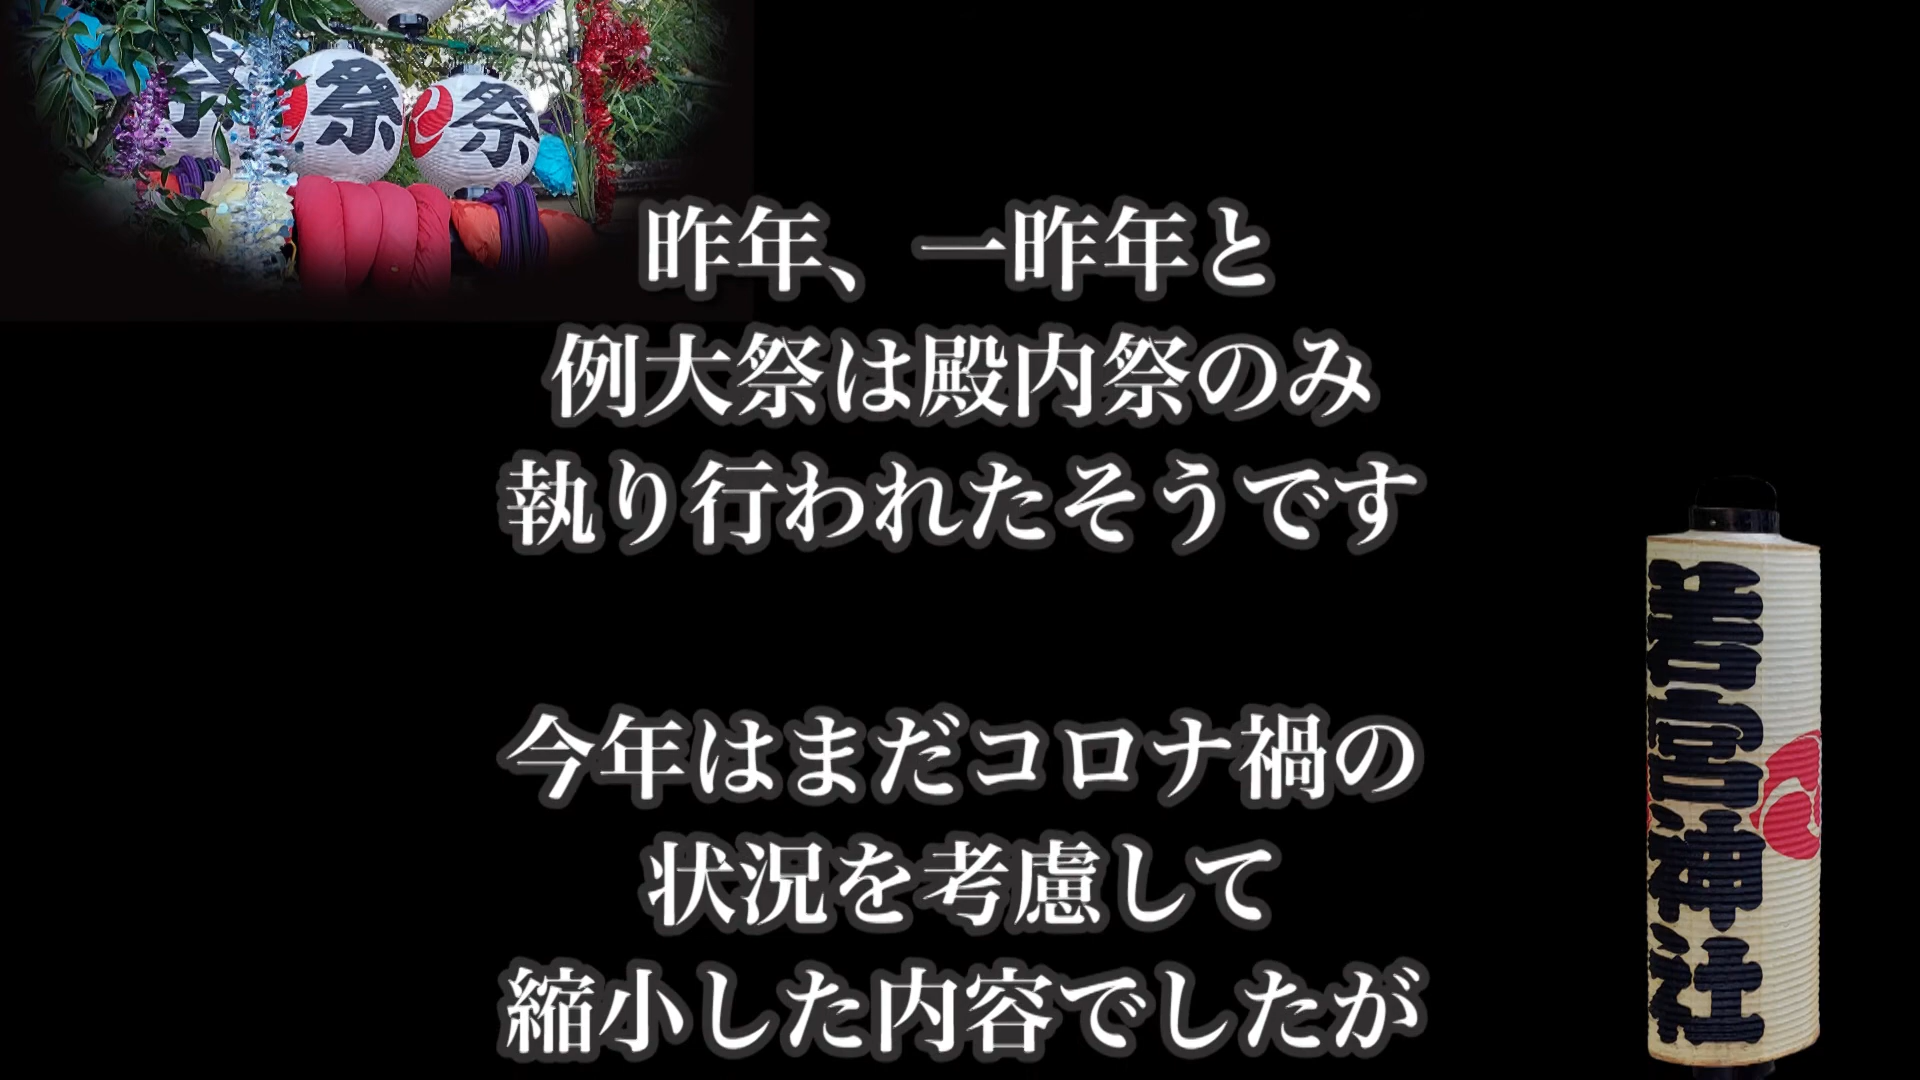 祭
祭
祭
昨年、一昨年と
例大祭は殿内祭のみ
執り行われたそうです
今年はまだコロナ禍の
状況を考慮して
縮小した内容でしたが
神社